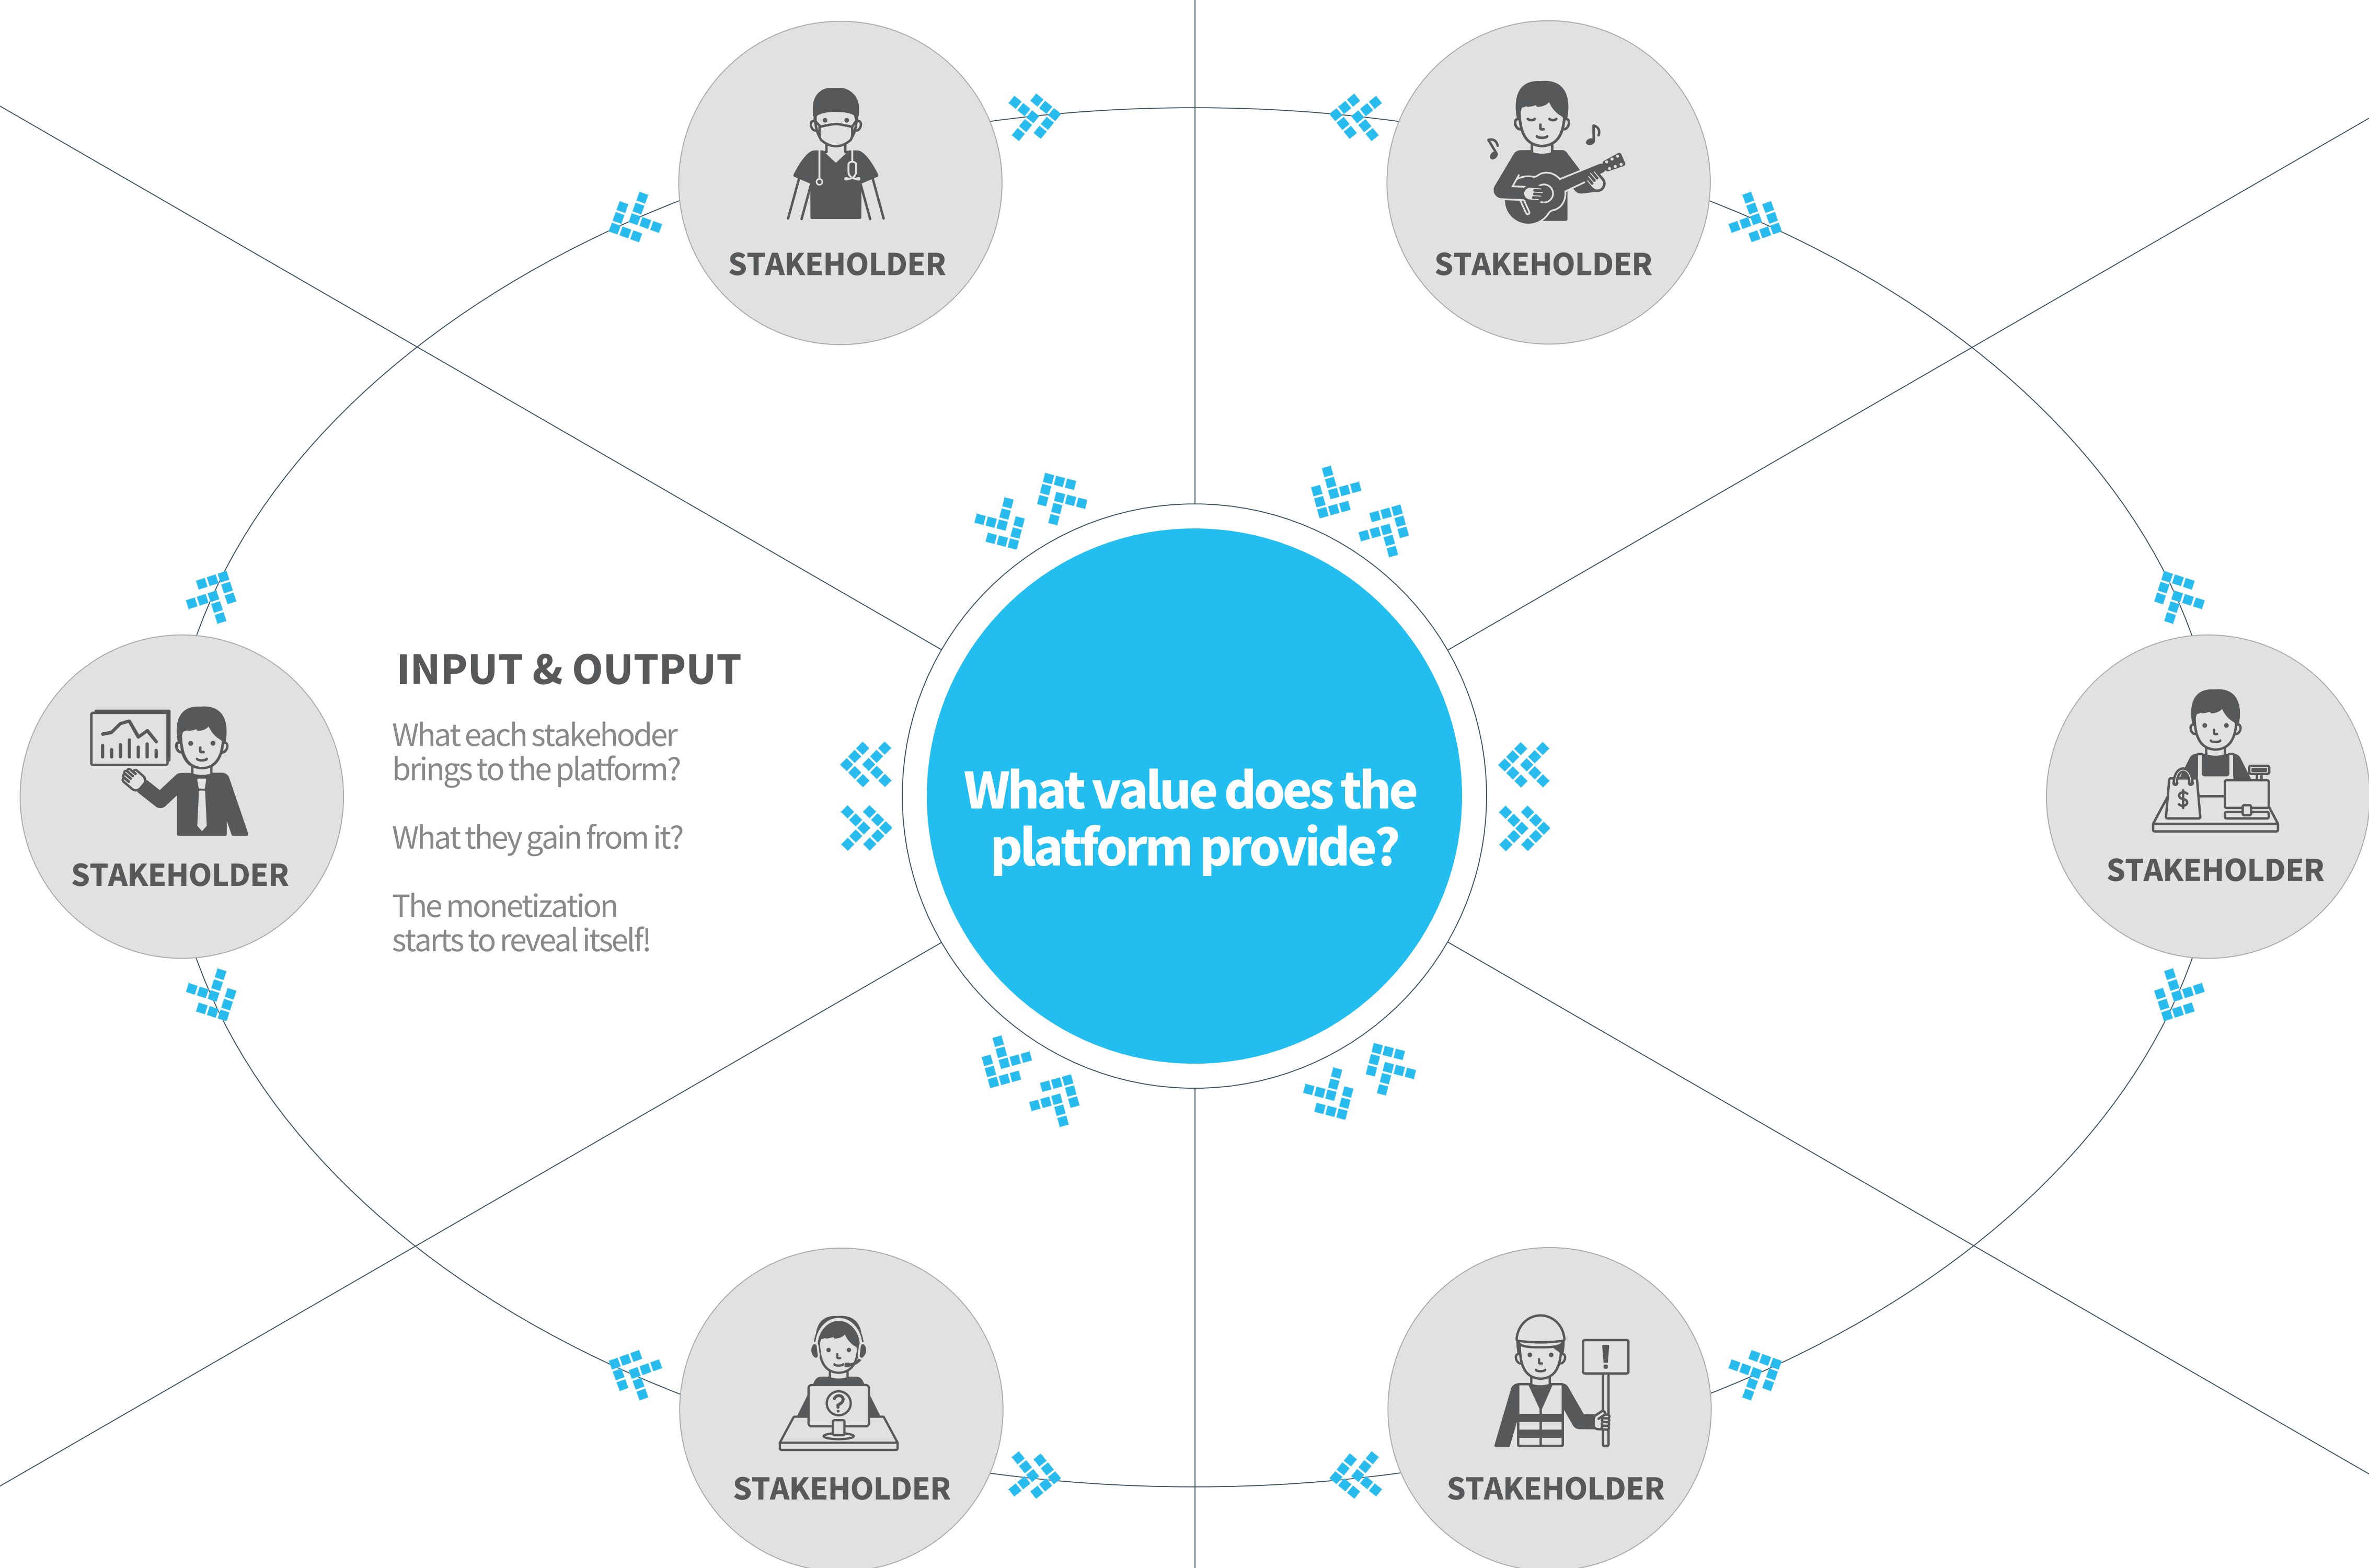 STAKEHOLDER
STAKEHOLDER
INPUT & OUTPUT
What each stakehoder
brings to the platform?
What they gain from it?
The monetization
starts to reveal itself!
STAKEHOLDER
What value does the
platform provide?
$
STAKEHOLDER
?
STAKEHOLDER
!
STAKEHOLDER